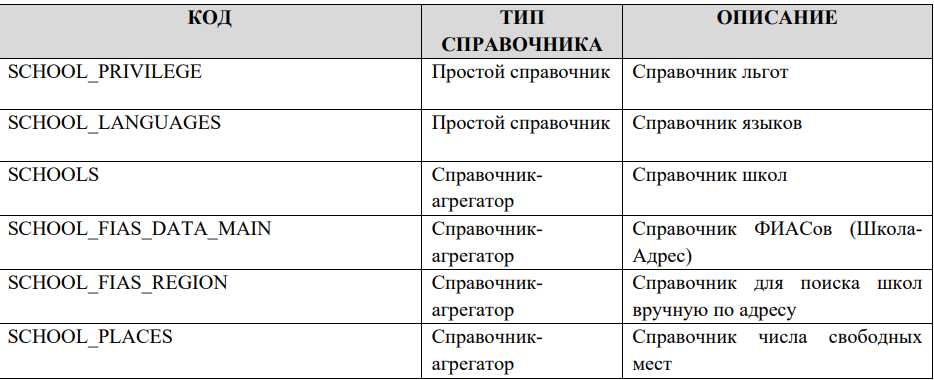 КОД
ТИП
СПРАВОЧНИКА
ОПИСАНИЕ
SCHOOL_PRIVILEGE
Простой справочник
Справочник льгот
SCHOOL_LANGUAGES
Простой справочник
Справочник языков
SCHOOLS
Справочник-
агрегатор
Справочник школ
SCHOOL_FIAS_DATA_MAIN
Справочник-
агрегатор
Справочник ФИАСов (Школа-
Адрес)
SCHOOL_FIAS_REGION
Справочник-
агрегатор
Справочник для поиска школ
вручную по адресу
SCHOOL_PLACES
Справочник-
агрегатор
Справочник числа свободных
мест